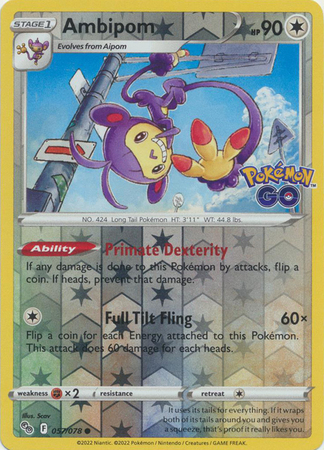 STAGE 1
Ambipom
HP 90
Evolves from Aipom
Pokémon
GO
NO. 424 Long Tail Pokémon HT: 3'11" WT: 44.8 lbs.
Ability Primate Dexterity
If any damage is done to this Pokémon by attacks, flip a
coin. If heads, prevent that damage.
Full Tilt Fling 60×
Flip a coin for each Energy attached to this Pokémon.
This attack does 60 damage for each heads.
weakness ×2 resistance retreat
Illus. Scav
It uses its tails for everything. If it wraps
both of its tails around you and gives you
a squeeze, that's proof it really likes you.
F 057/078
©2022 Niantic. ©2022 Pokémon / Nintendo / Creatures / GAME FREAK.